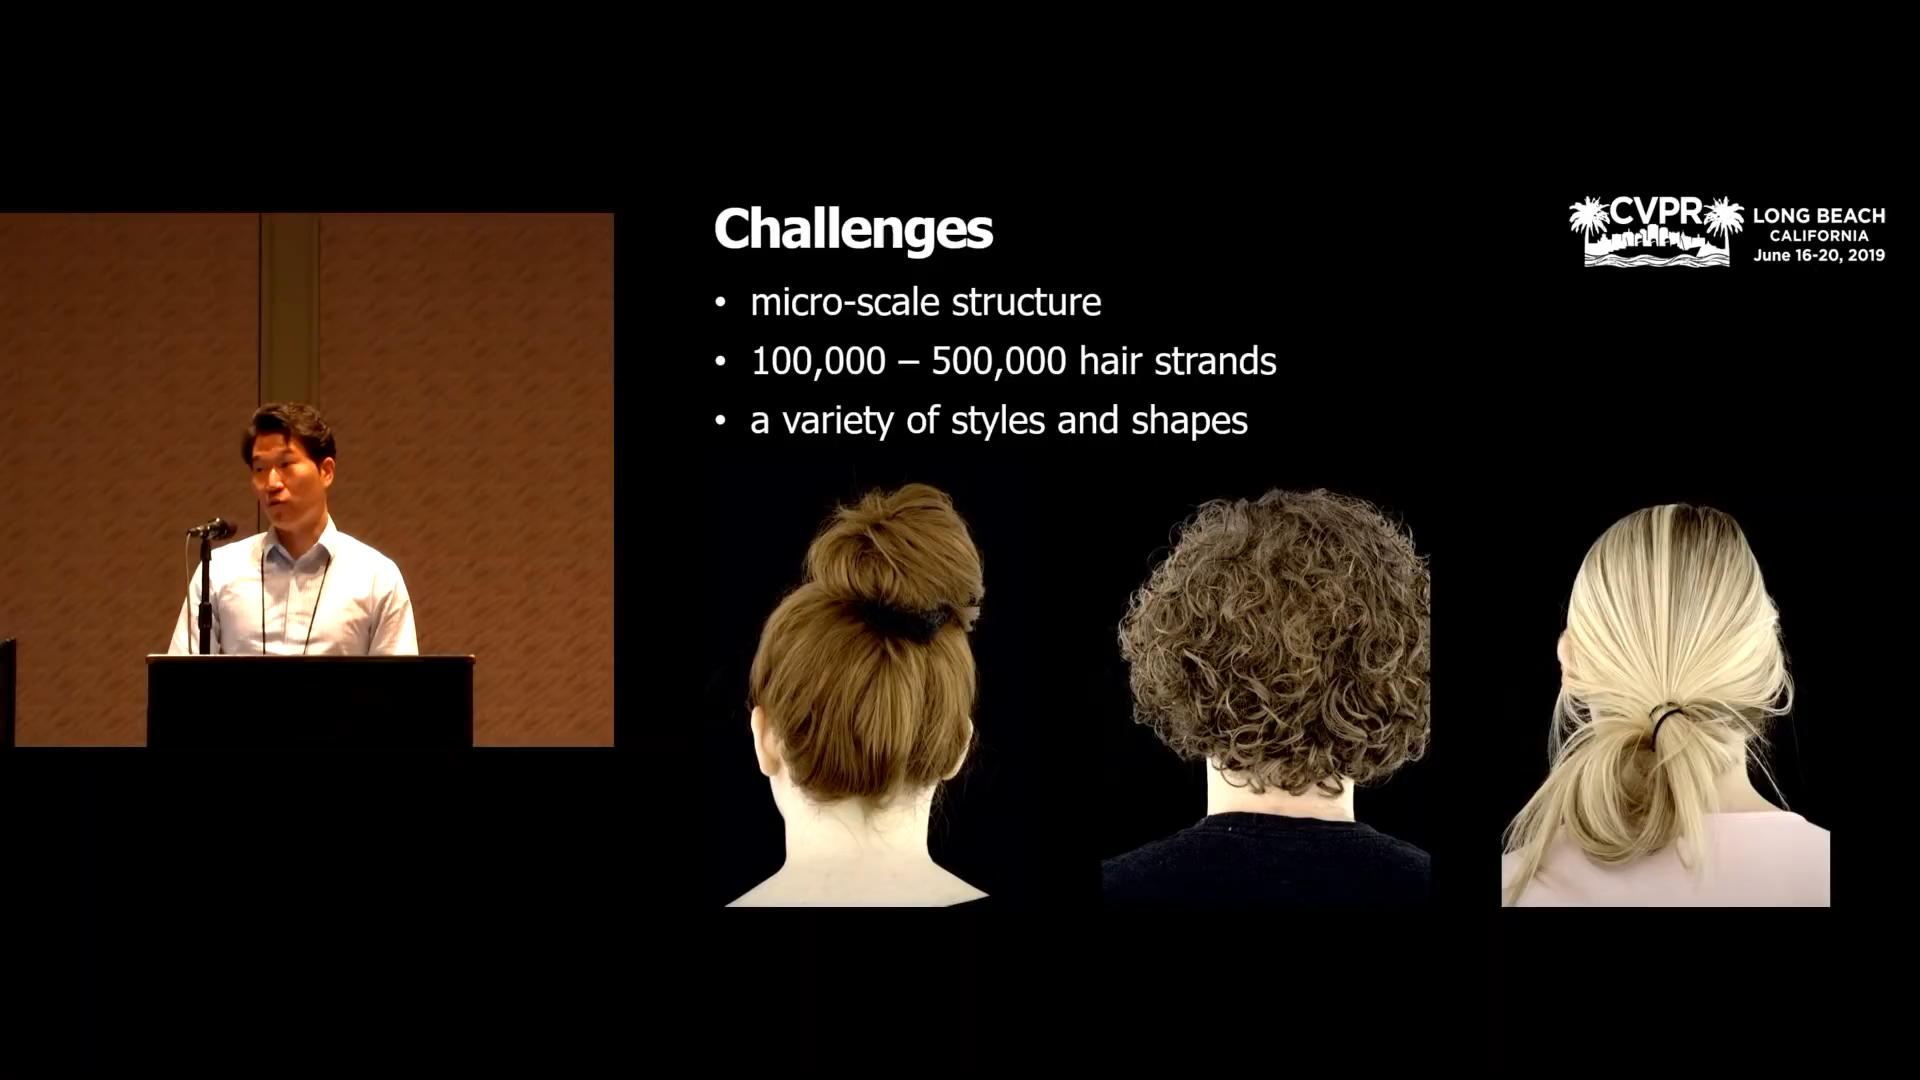 Challenges
• micro-scale structure
• 100,000 – 500,000 hair strands
• a variety of styles and shapes
CVPR
LONG BEACH
CALIFORNIA
June 16-20, 2019